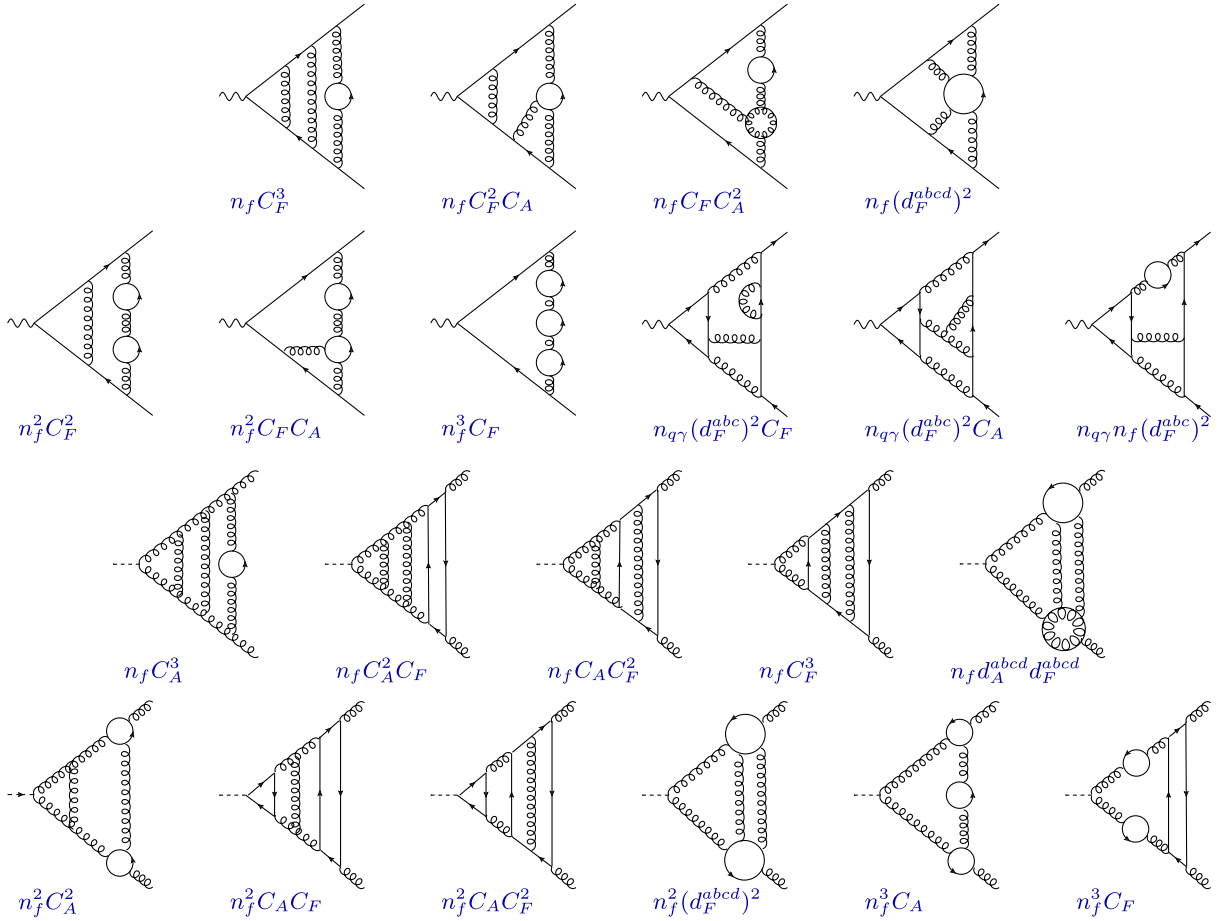 n_f C_F^3 n_f C_F^2 C_A n_f C_F C_A^2 n_f (d_F^{abcd})^2
n_f^2 C_F^2 n_f^2 C_F C_A n_f^3 C_F n_{qγ} (d_F^{abc})^2 C_F n_{qγ} (d_F^{abc})^2 C_A n_{qγ} n_f (d_F^{abc})^2
n_f C_A^3 n_f C_A^2 C_F n_f C_A C_F^2 n_f C_F^3 n_f d_A^{abcd} d_F^{abcd}
n_f^2 C_A^2 n_f^2 C_A C_F n_f^2 C_A C_F^2 n_f^2 (d_F^{abcd})^2 n_f^3 C_A n_f^3 C_F